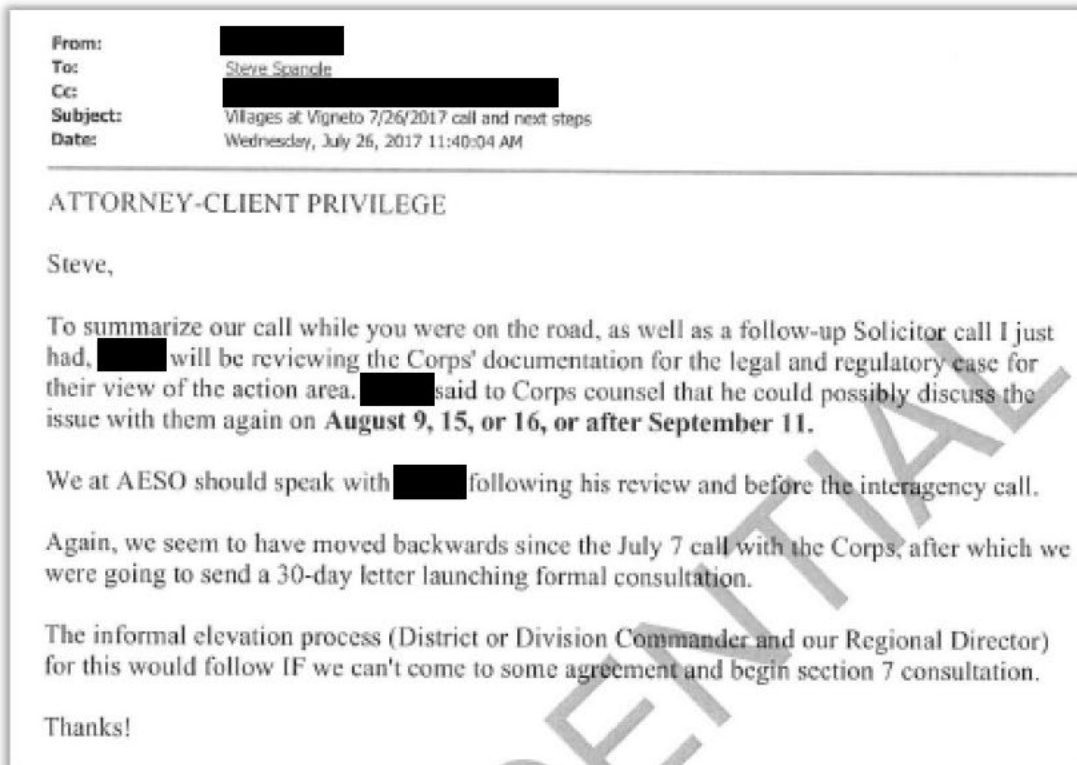 From:
To: Steve Spangle
Cc:
Subject: Villages at Vigneto 7/26/2017 call and next steps
Date: Wednesday, July 26, 2017 11:40:04 AM
ATTORNEY-CLIENT PRIVILEGE
Steve,
To summarize our call while you were on the road, as well as a follow-up Solicitor call I just
had, will be reviewing the Corps' documentation for the legal and regulatory case for
their view of the action area. said to Corps counsel that he could possibly discuss the
issue with them again on August 9, 15, or 16, or after September 11.
We at AESO should speak with following his review and before the interagency call.
Again, we seem to have moved backwards since the July 7 call with the Corps, after which we
were going to send a 30-day letter launching formal consultation.
The informal elevation process (District or Division Commander and our Regional Director)
for this would follow IF we can't come to some agreement and begin section 7 consultation.
Thanks!
ENTIAL